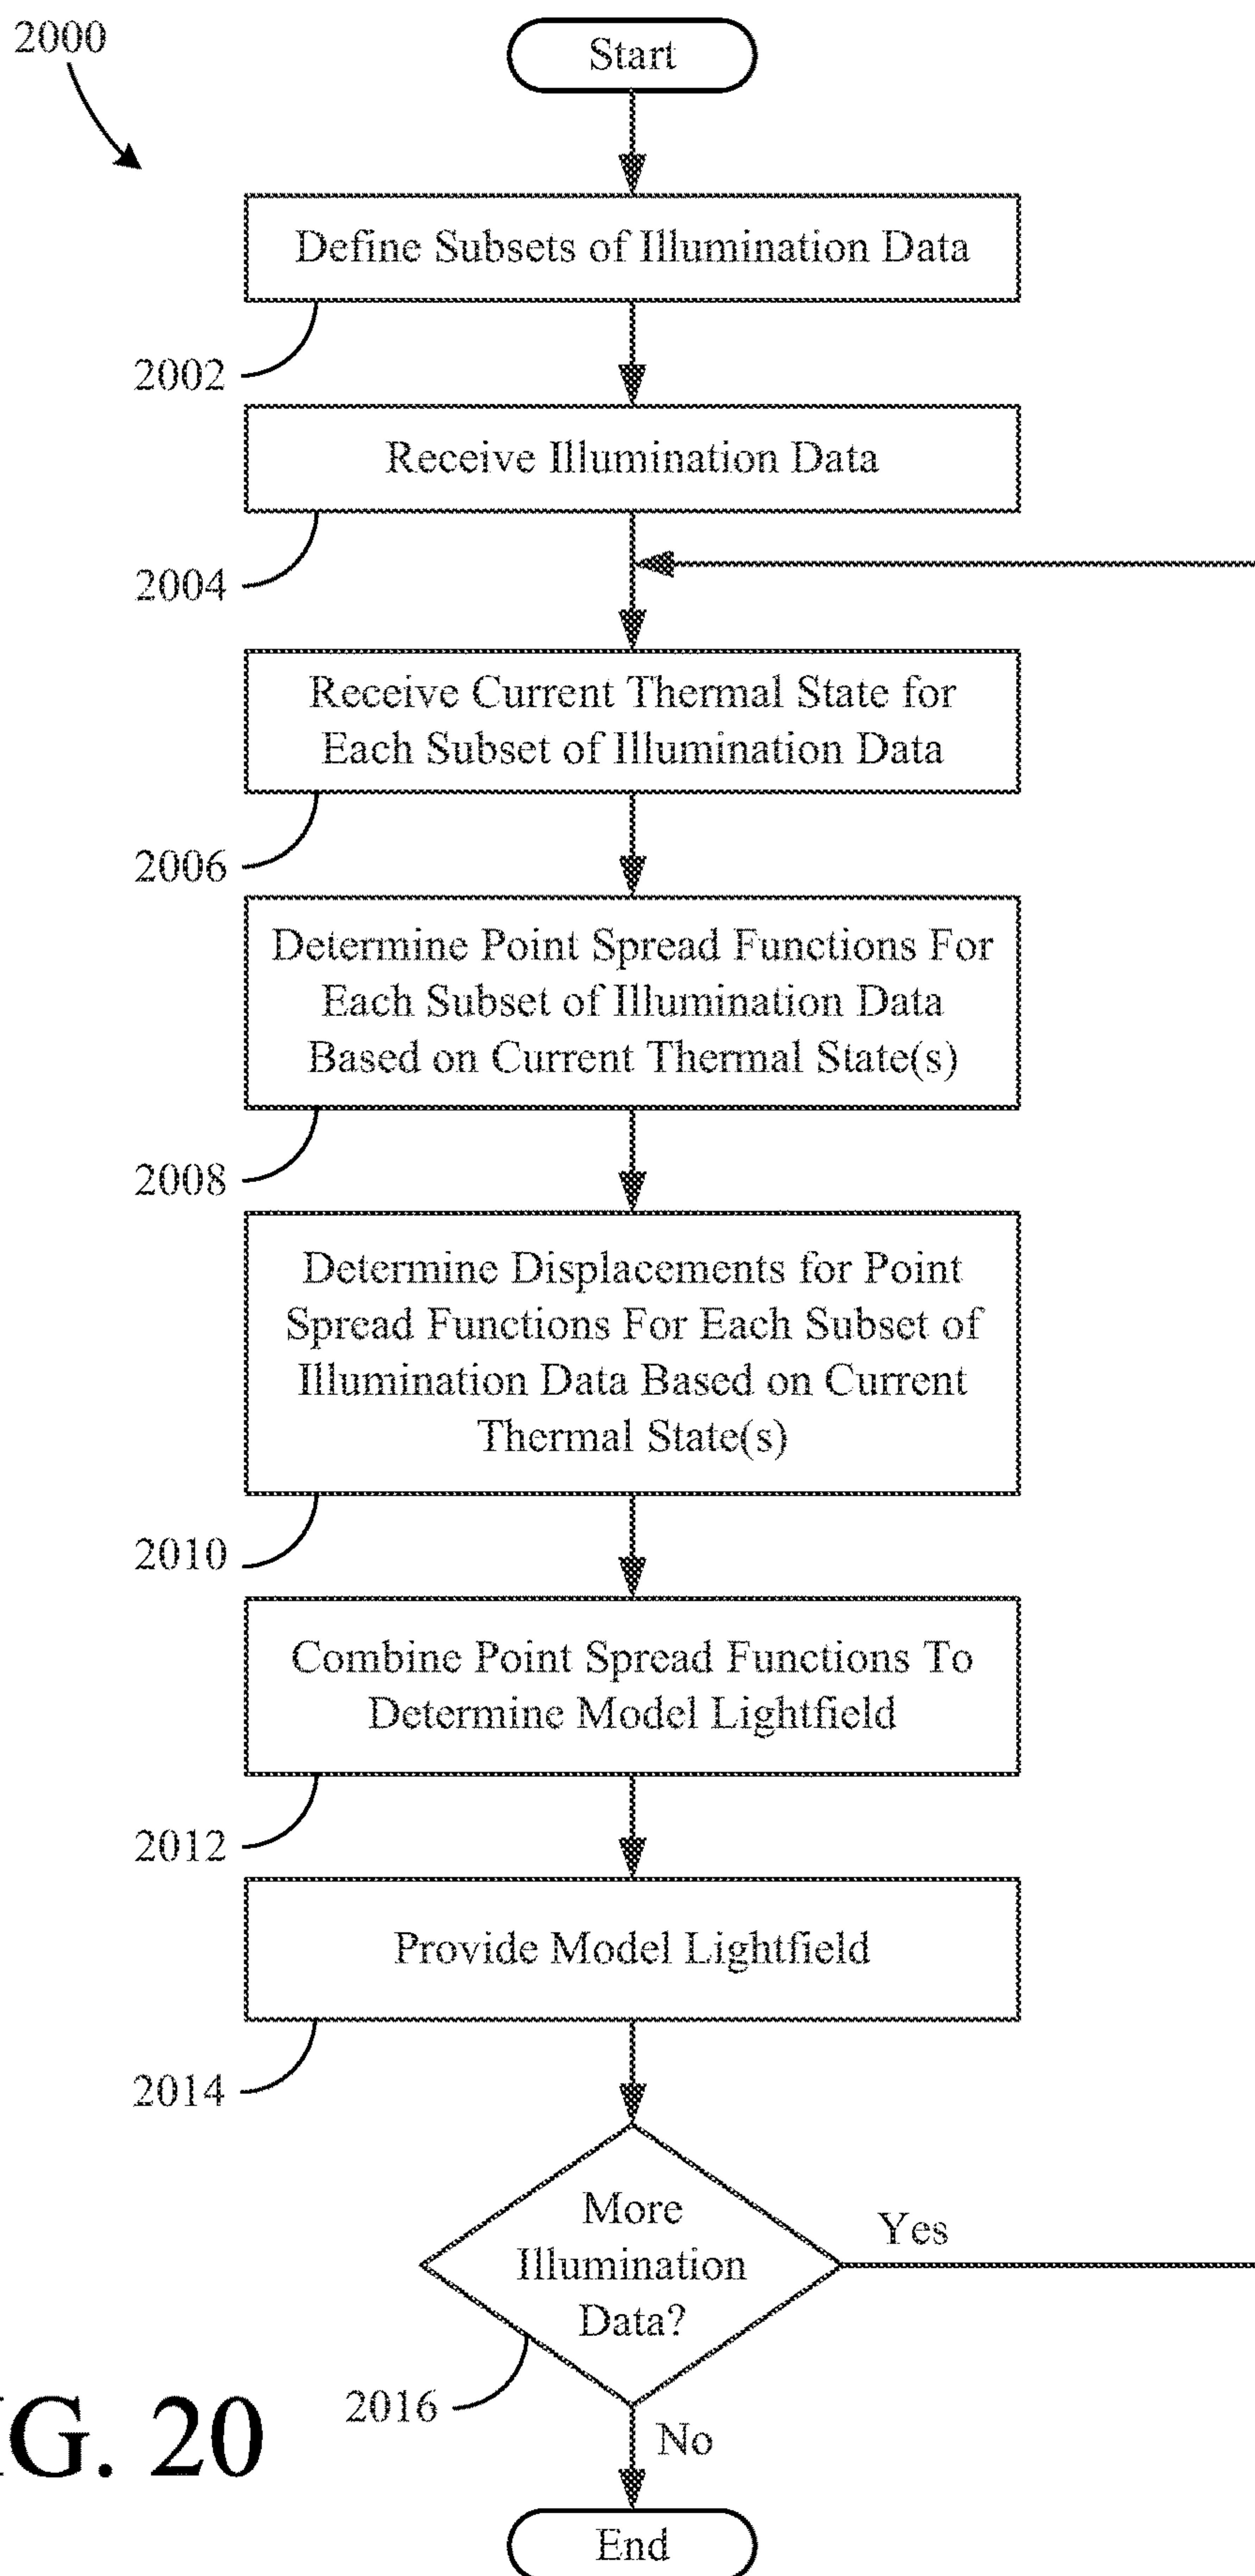 2000
Start
Define Subsets of Illumination Data
2002
Receive Illumination Data
2004
Receive Current Thermal State for
Each Subset of Illumination Data
2006
Determine Point Spread Functions For
Each Subset of Illumination Data
Based on Current Thermal State(s)
2008
Determine Displacements for Point
Spread Functions For Each Subset of
Illumination Data Based on Current
Thermal State(s)
2010
Combine Point Spread Functions To
Determine Model Lightfield
2012
Provide Model Lightfield
2014
More
Illumination
Data?
Yes
2016
No
G. 20
End